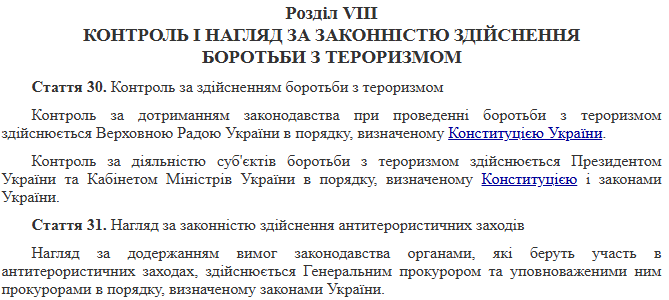 Розділ VIII
КОНТРОЛЬ І НАГЛЯД ЗА ЗАКОННІСТЮ ЗДІЙСНЕННЯ
БОРОТЬБИ З ТЕРОРИЗМОМ
Стаття 30. Контроль за здійсненням боротьби з тероризмом
Контроль за дотриманням законодавства при проведенні боротьби з тероризмом
здійснюється Верховною Радою України в порядку, визначеному Конституцією України.
Контроль за діяльністю суб'єктів боротьби з тероризмом здійснюється Президентом
України та Кабінетом Міністрів України в порядку, визначеному Конституцією і законами
України.
Стаття 31. Нагляд за законністю здійснення антитерористичних заходів
Нагляд за додержанням вимог законодавства органами, які беруть участь в
антитерористичних заходах, здійснюється Генеральним прокурором та уповноваженими ним
прокурорами в порядку, визначеному законами України.